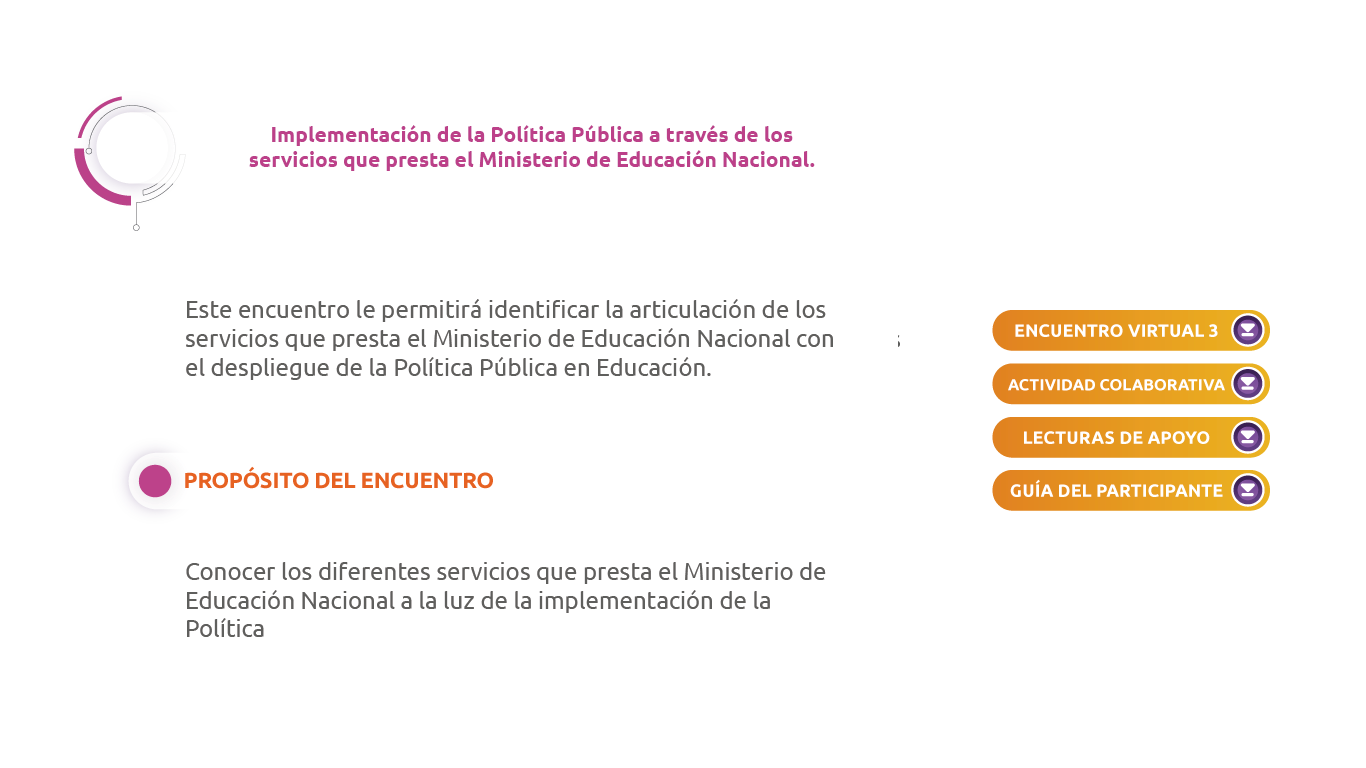 Implementación de la Política Pública a través de los
servicios que presta el Ministerio de Educación Nacional.
Este encuentro le permitirá identificar la articulación de los
servicios que presta el Ministerio de Educación Nacional con
el despliegue de la Política Pública en Educación.
PROPÓSITO DEL ENCUENTRO
Conocer los diferentes servicios que presta el Ministerio de
Educación Nacional a la luz de la implementación de la
Política
ENCUENTRO VIRTUAL 3
ACTIVIDAD COLABORATIVA
LECTURAS DE APOYO
GUÍA DEL PARTICIPANTE